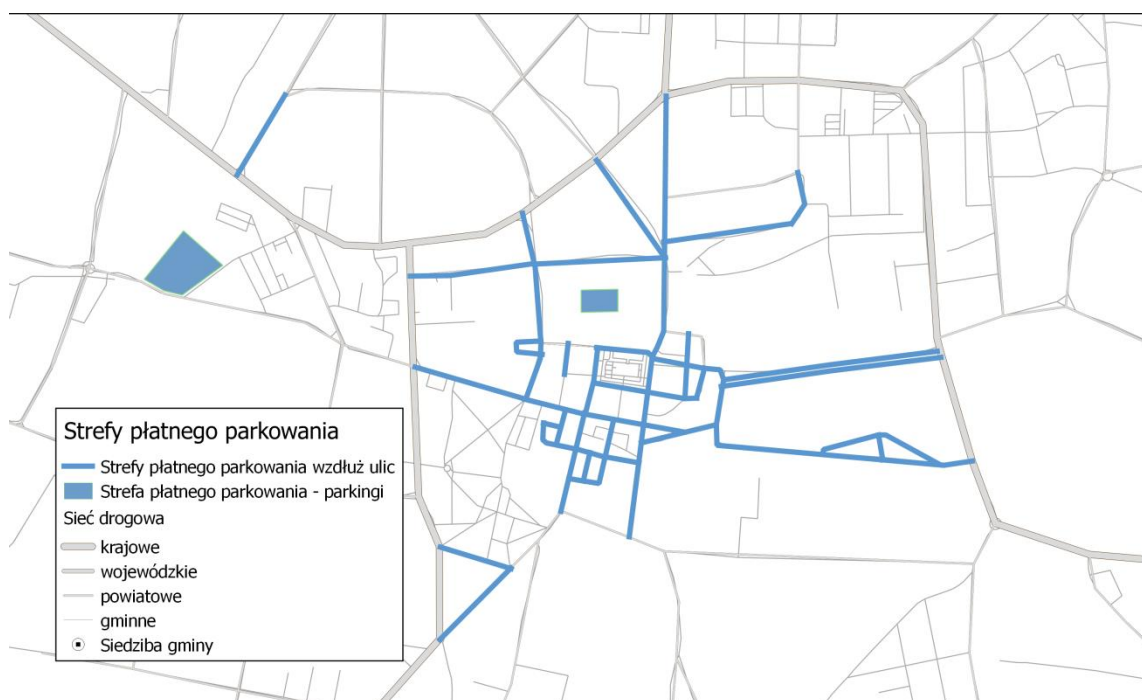 Strefy płatnego parkowania
Strefy płatnego parkowania wzdłuż ulic
Strefa płatnego parkowania - parkingi
Sieć drogowa
krajowe
wojewódzkie
powiatowe
gminne
Siedziba gminy